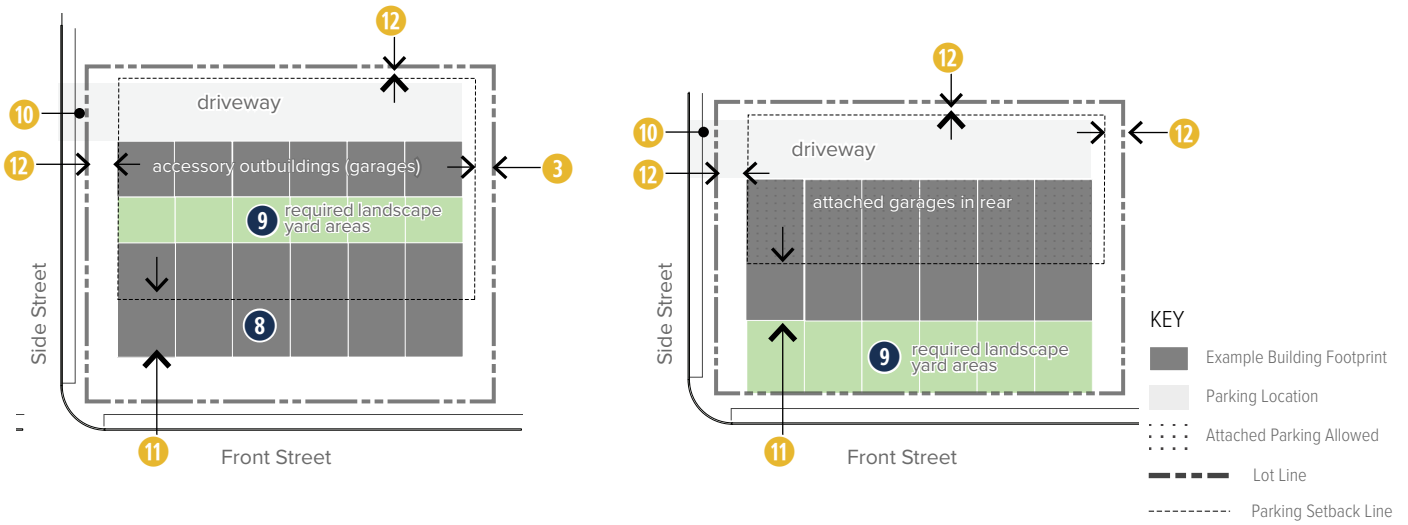 12
driveway
10
12
accessory outbuildings (garages)
3
9
required landscape
yard areas
Side Street
8
11
Front Street
12
10
12
driveway
12
attached garages in rear
Side Street
9
required landscape
yard areas
11
Front Street
KEY
Example Building Footprint
Parking Location
Attached Parking Allowed
Lot Line
Parking Setback Line